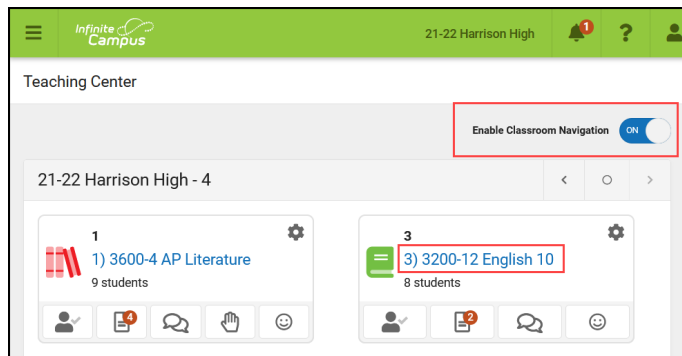 Infinite
Campus
21-22 Harrison High
1
Teaching Center
Enable Classroom Navigation
ON
21-22 Harrison High - 4
1
1) 3600-4 AP Literature
9 students
4
3
3) 3200-12 English 10
8 students
2